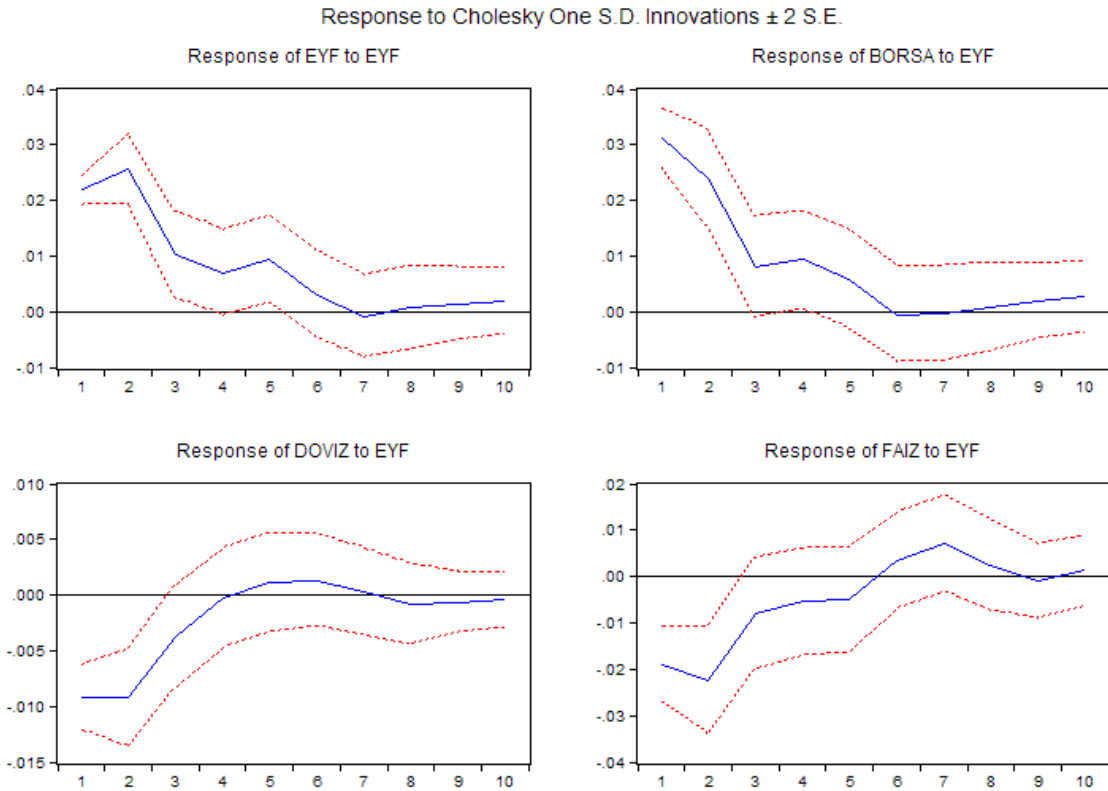 Response to Cholesky One S.D. Innovations ± 2 S.E.
Response of EYF to EYF
.04
.03
.02
.01
.00
-.01
1 2 3 4 5 6 7 8 9 10
Response of BORSA to EYF
.04
.03
.02
.01
.00
-.01
1 2 3 4 5 6 7 8 9 10
Response of DOVIZ to EYF
.010
.005
.000
-.005
-.010
-.015
1 2 3 4 5 6 7 8 9 10
Response of FAIZ to EYF
.02
.01
.00
-.01
-.02
-.03
-.04
1 2 3 4 5 6 7 8 9 10